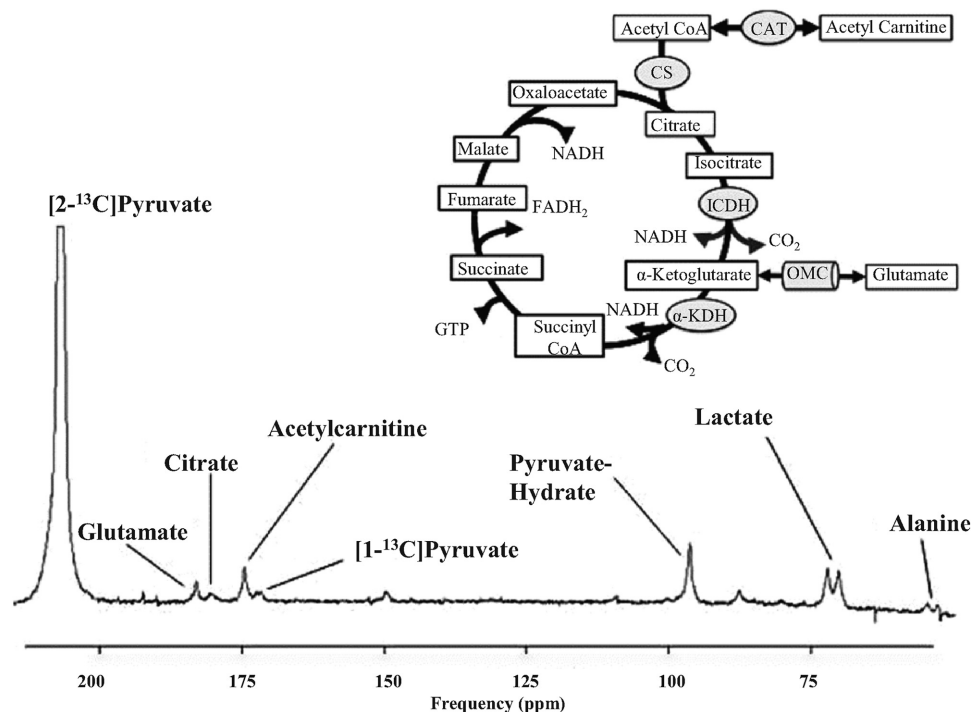 Acetyl CoA CAT Acetyl Carnitine
CS
Oxaloacetate
Citrate
Malate
NADH
Isocitrate
[2-¹³C]Pyruvate
Fumarate
FADH₂
ICDH
NADH
CO₂
Succinate
α-Ketoglutarate OMC Glutamate
GTP
Succinyl
CoA
NADH
α-KDH
CO₂
Lactate
Acetylcarnitine
Citrate
Pyruvate-
Hydrate
Glutamate
[1-¹³C]Pyruvate
Alanine
200 175 150 125 100 75
Frequency (ppm)